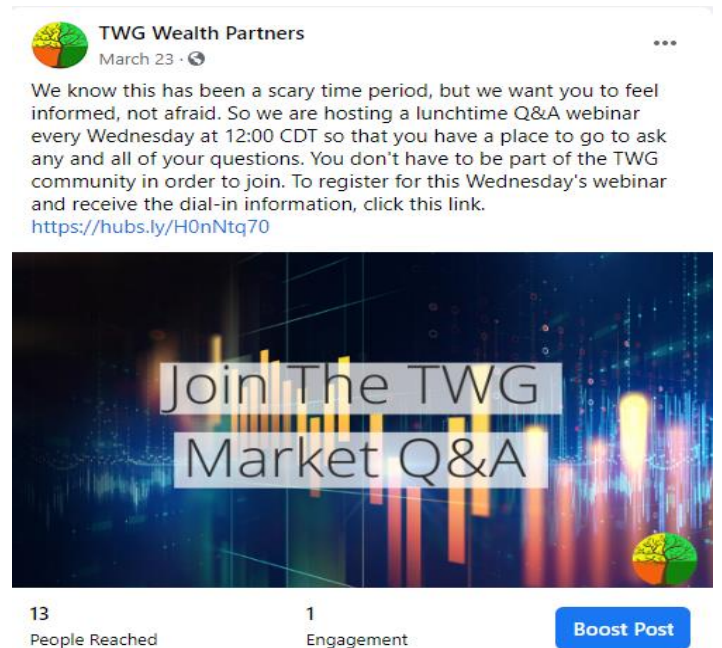 TWG Wealth Partners
March 23 ·
We know this has been a scary time period, but we want you to feel
informed, not afraid. So we are hosting a lunchtime Q&A webinar
every Wednesday at 12:00 CDT so that you have a place to go to ask
any and all of your questions. You don't have to be part of the TWG
community in order to join. To register for this Wednesday's webinar
and receive the dial-in information, click this link.
https://hubs.ly/H0nNtq70
Join The TWG
Market Q&A
13
People Reached
1
Engagement
Boost Post